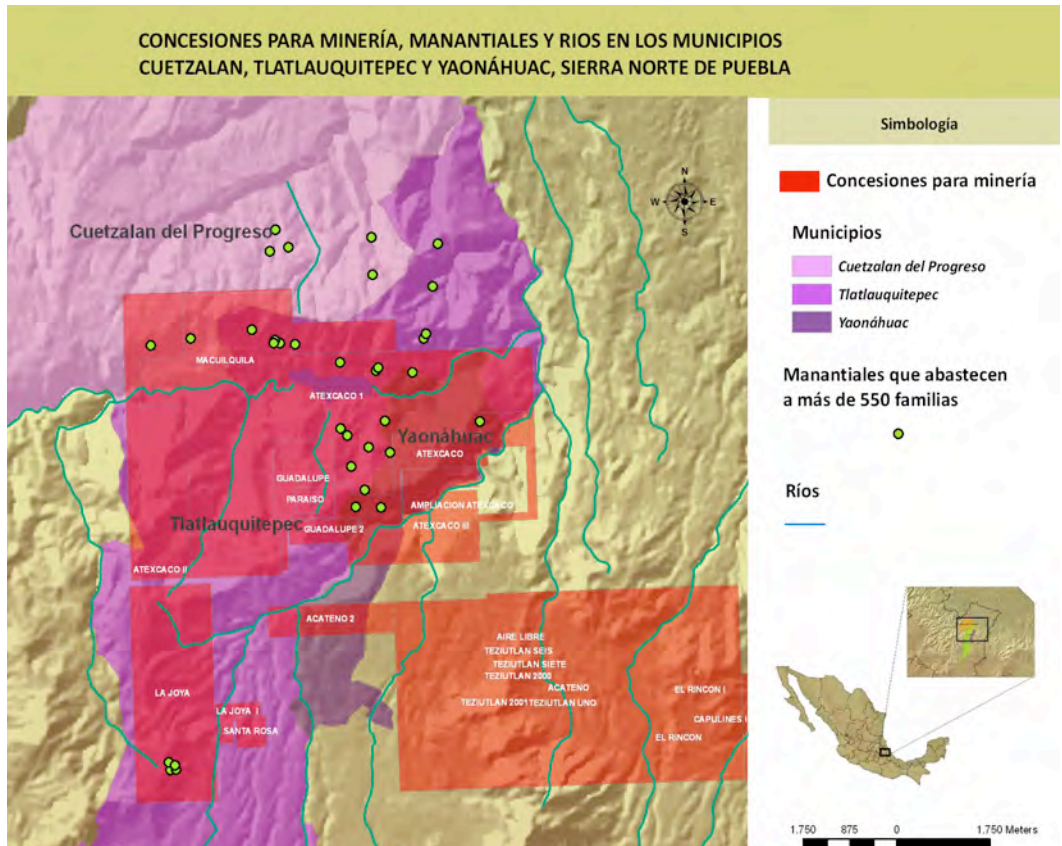 CONCESIONES PARA MINERÍA, MANANTIALES Y RIOS EN LOS MUNICIPIOS
CUETZALAN, TLATLAUQUITEPEC Y YAONÁHUAC, SIERRA NORTE DE PUEBLA
Simbología
Concesiones para minería
Municipios
Cuetzalan del Progreso
Tlatlauquitepec
Yaonáhuac
Manantiales que abastecen
a más de 550 familias
Ríos
1.750 875 0 1.750 Meters
N
W E
S
Cuetzalan del Progreso
MACUILQUILA
ATEXCACO 1
Yaonáhuac
ATEXCACO
GUADALUPE
PARAISO
AMPLIACION ATEXCACO
Tlatlauquitepec
GUADALUPE 2
ATEXCACO III
ATEXCACO II
ACATENO 2
AIRE LIBRE
TEZIUTLAN SEIS
TEZIUTLAN SIETE
TEZIUTLAN 2000
ACATENO
TEZIUTLAN 2001 TEZIUTLAN UNO
EL RINCON I
CAPULINES I
EL RINCON
LA JOYA
LA JOYA I
SANTA ROSA